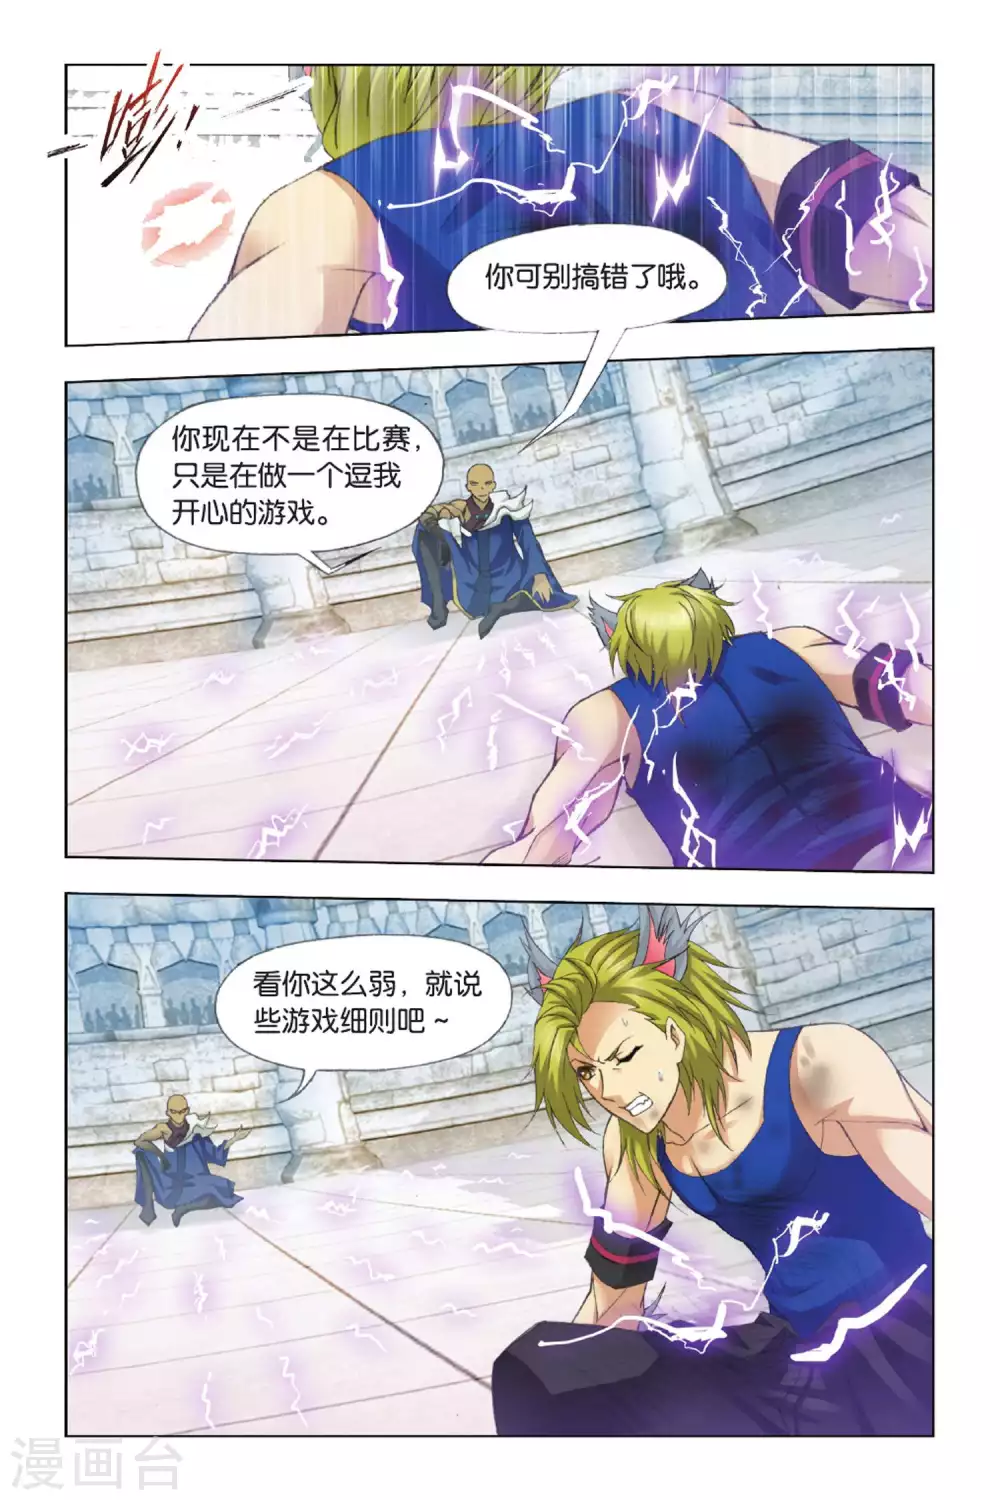 嘭!
你可别搞错了哦。
你现在不是在比赛，
只是在做一个逗我
开心的游戏。
看你这么弱，就说
些游戏细则吧~
漫画台